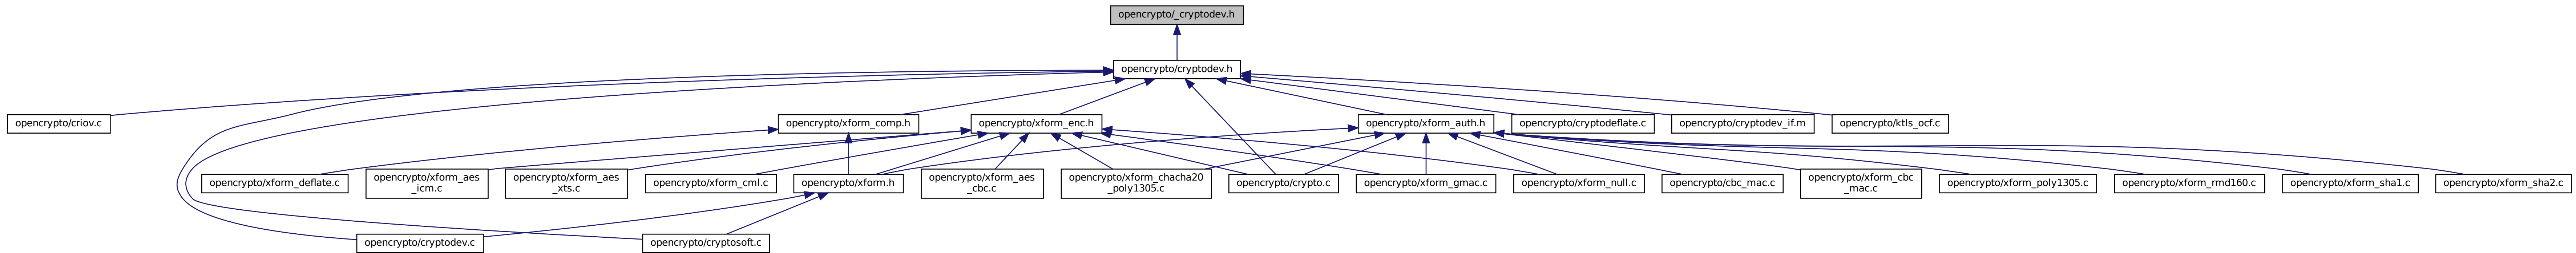 opencrypto/_cryptodev.h
opencrypto/cryptodev.h
opencrypto/criov.c
opencrypto/xform_comp.h
opencrypto/xform_enc.h
opencrypto/xform_auth.h
opencrypto/cryptodeflate.c
opencrypto/cryptodev_if.m
opencrypto/ktls_ocf.c
opencrypto/xform_deflate.c
opencrypto/xform_aes
_icm.c
opencrypto/xform_aes
_xts.c
opencrypto/xform_cml.c
opencrypto/xform.h
opencrypto/xform_aes
_cbc.c
opencrypto/xform_chacha20
_poly1305.c
opencrypto/crypto.c
opencrypto/xform_gmac.c
opencrypto/xform_null.c
opencrypto/cbc_mac.c
opencrypto/xform_cbc
_mac.c
opencrypto/xform_poly1305.c
opencrypto/xform_rmd160.c
opencrypto/xform_sha1.c
opencrypto/xform_sha2.c
opencrypto/cryptodev.c
opencrypto/cryptosoft.c